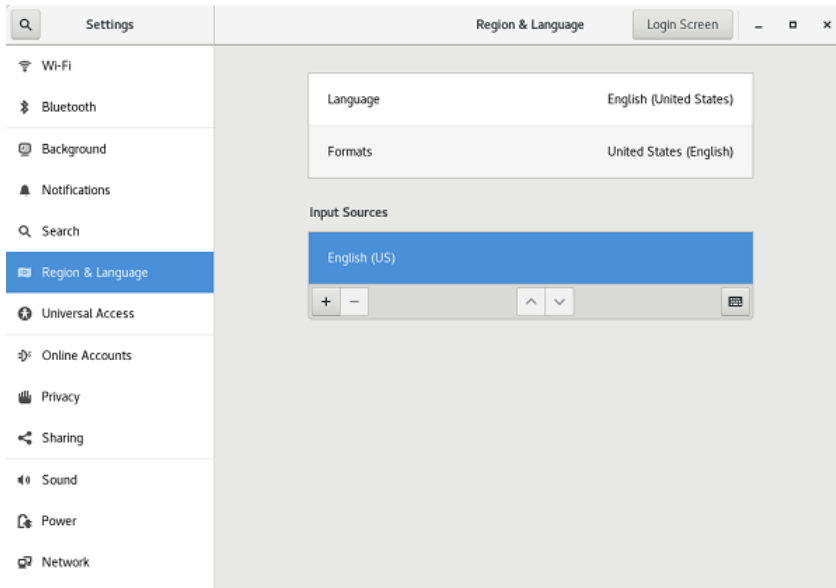 Settings
Region & Language
Login Screen
Wi-Fi
Bluetooth
Background
Notifications
Search
Region & Language
Universal Access
Online Accounts
Privacy
Sharing
Sound
Power
Network
Language English (United States)
Formats United States (English)
Input Sources
English (US)